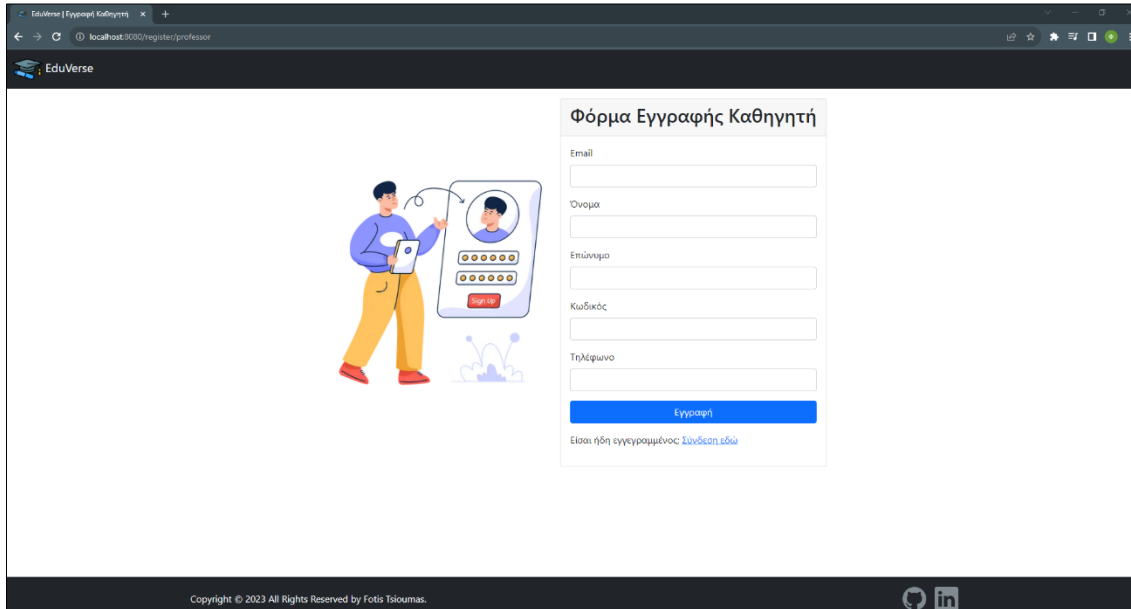 EduVerse | Εγγραφή Καθηγητή
localhost:8080/register/professor
EduVerse
Φόρμα Εγγραφής Καθηγητή
Email
Όνομα
Επώνυμο
Κωδικός
Τηλέφωνο
Sign Up
Εγγραφή
Είσαι ήδη εγγεγραμμένος; Σύνδεση εδώ
Copyright © 2023 All Rights Reserved by Fotis Tsioumas.
in